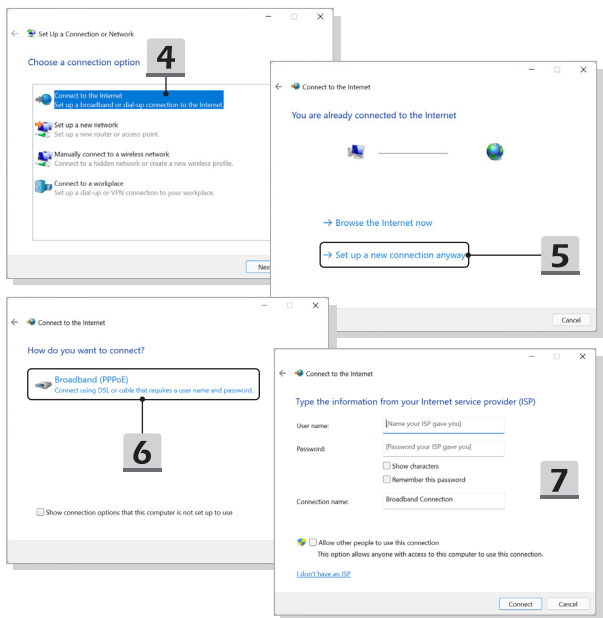 Set Up a Connection or Network
Choose a connection option
4
Connect to the Internet
Set up a broadband or dial-up connection to the Internet.
Set up a new network
Set up a new router or access point.
Manually connect to a wireless network
Connect to a hidden network or create a new wireless profile.
Connect to a workplace
Set up a dial-up or VPN connection to your workplace.
Connect to the Internet
You are already connected to the Internet
→ Browse the Internet now
→ Set up a new connection anyway
5
Cancel
Connect to the Internet
How do you want to connect?
Broadband (PPPoE)
Connect using DSL or cable that requires a user name and password.
6
Show connection options that this computer is not set up to use
Connect to the Internet
Type the information from your Internet service provider (ISP)
User name:
[Name your ISP gave you]
Password:
[Password your ISP gave you]
Show characters
Remember this password
7
Connection name:
Broadband Connection
Allow other people to use this connection
This option allows anyone with access to this computer to use this connection.
I don't have an ISP
Connect
Cancel